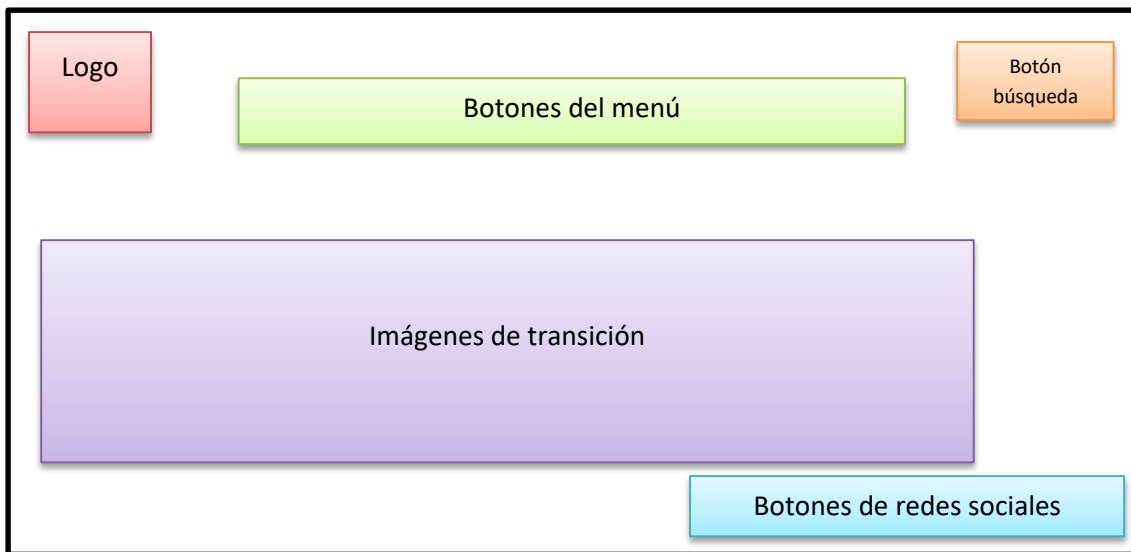 Logo
Botones del menú
Botón
búsqueda
Imágenes de transición
Botones de redes sociales